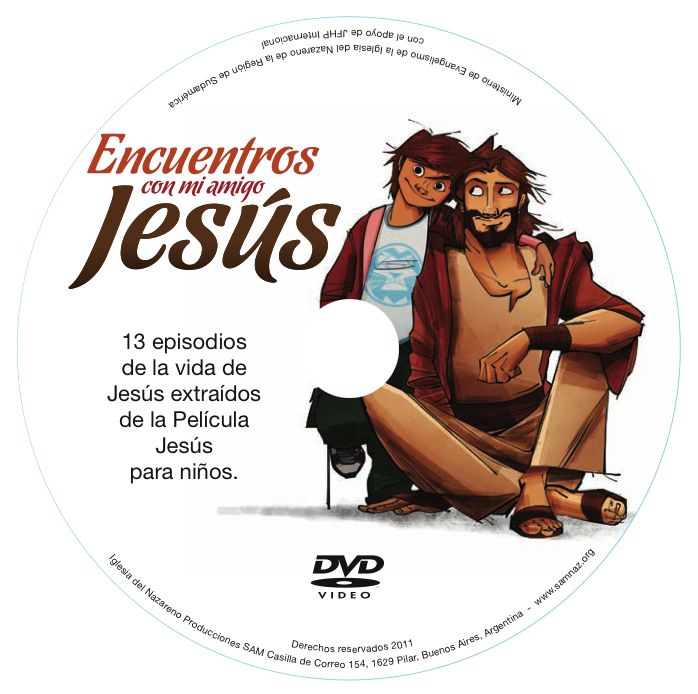 Ministerio de Evangelismo de la Iglesia del Nazareno de la Región de Sudamérica
con el apoyo de JFHP Internacional
Encuentros
con mi amigo
Jesús
13 episodios
de la vida de
Jesús extraídos
de la Película
Jesús
para niños.
DVD
VIDEO
Derechos reservados 2011
Iglesia del Nazareno Producciones SAM Casilla de Correo 154, 1629 Pilar, Buenos Aires, Argentina - www.samnaz.org